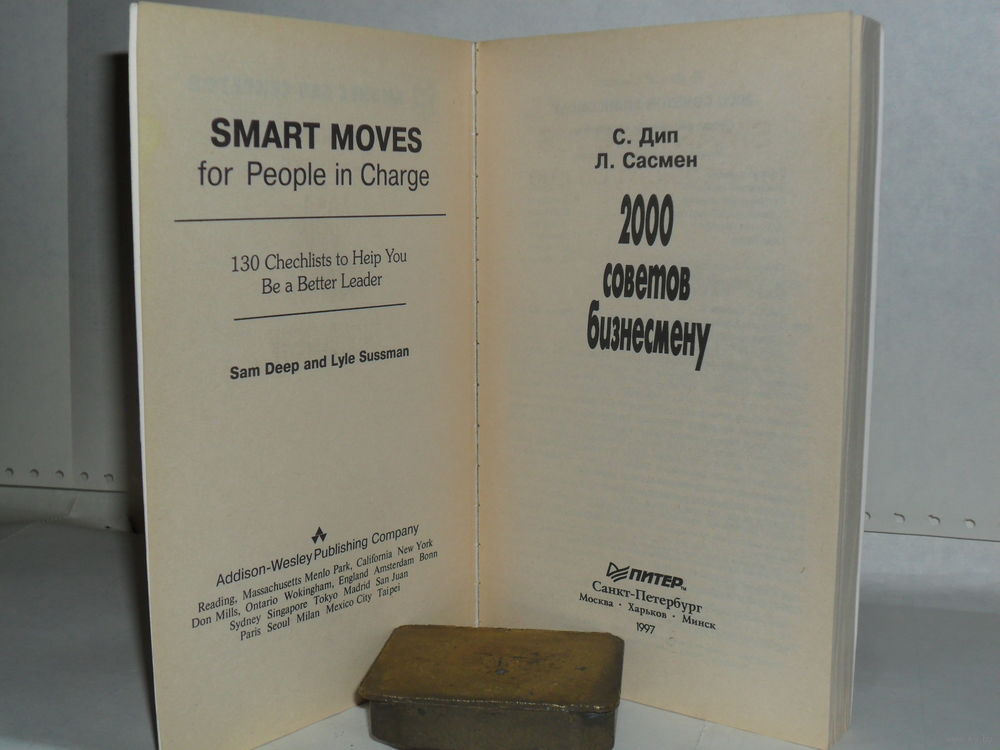 SMART MOVES
for People in Charge
130 Chechlists to Heip You
Be a Better Leader
Sam Deep and Lyle Sussman
Addison-Wesley Publishing Company
Reading, Massachusetts Menlo Park, California New York
Don Mills, Ontario Wokingham, England Amsterdam Bonn
Sydney Singapore Tokyo Madrid San Juan
Paris Seoul Milan Mexico City Taipei
С. Дип
Л. Сасмен
2000
советов
бизнесмену
ПИТЕР™
Санкт-Петербург
Москва · Харьков · Минск
1997